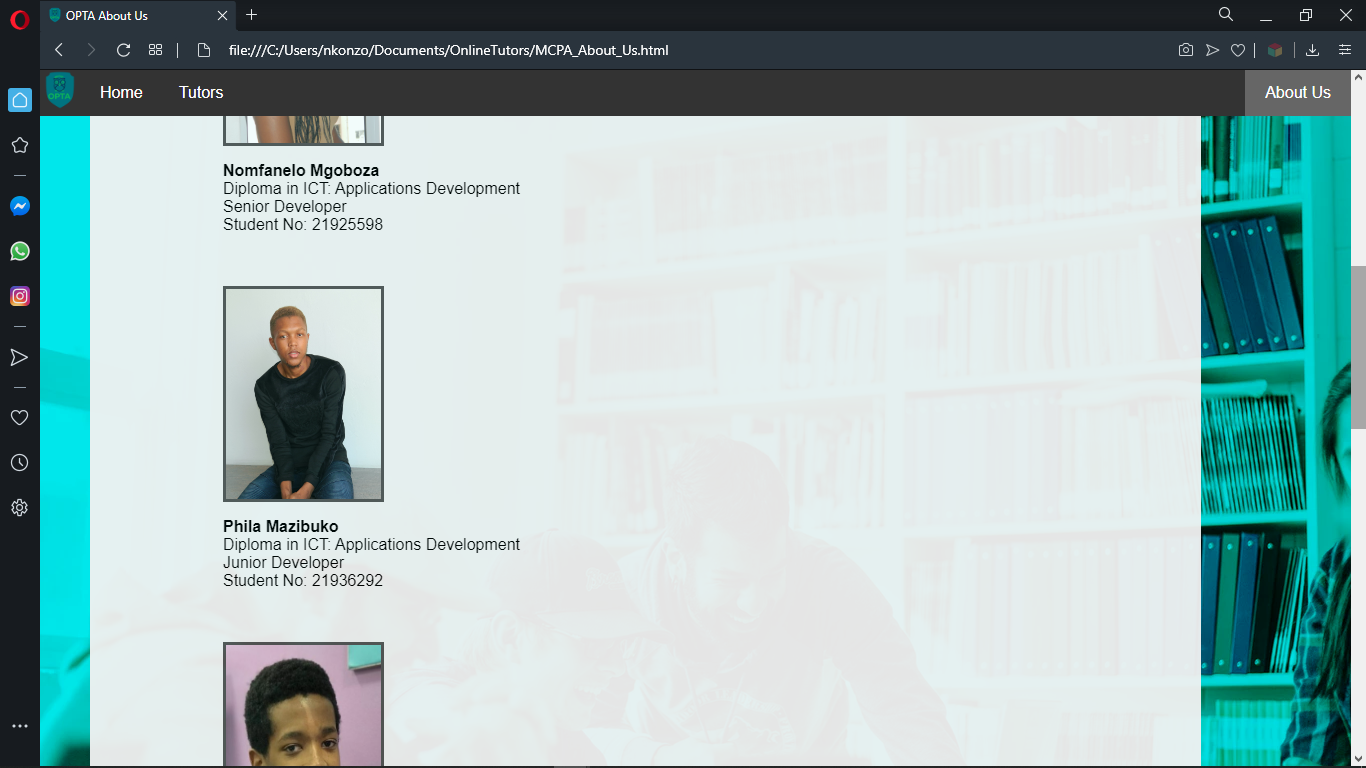 OPTA About Us
file:///C:/Users/nkonzo/Documents/OnlineTutors/MCPA_About_Us.html
OPTA
Home
Tutors
About Us
Nomfanelo Mgoboza
Diploma in ICT: Applications Development
Senior Developer
Student No: 21925598
Phila Mazibuko
Diploma in ICT: Applications Development
Junior Developer
Student No: 21936292